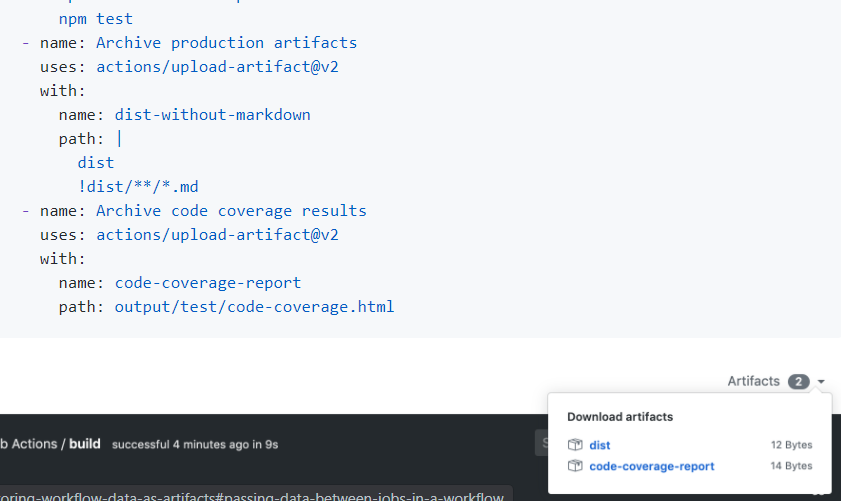 npm test
- name: Archive production artifacts
uses: actions/upload-artifact@v2
with:
name: dist-without-markdown
path: |
dist
!dist/**/*.md
- name: Archive code coverage results
uses: actions/upload-artifact@v2
with:
name: code-coverage-report
path: output/test/code-coverage.html
Artifacts 2
Download artifacts
b Actions / build successful 4 minutes ago in 9s
S
dist 12 Bytes
code-coverage-report 14 Bytes
oring-workflow-data-as-artifacts#passing-data-between-jobs-in-a-workflow